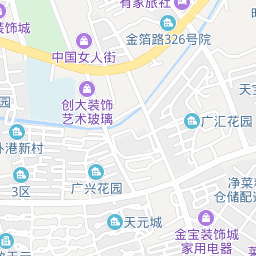 有家旅社
金箔路326号院
装饰城
中国女人街
天宝
创大装饰
艺术玻璃
园
广汇花园
外港新村
3区
广兴花园
净菜
仓储配
天元城
金宝装饰城
家用电器